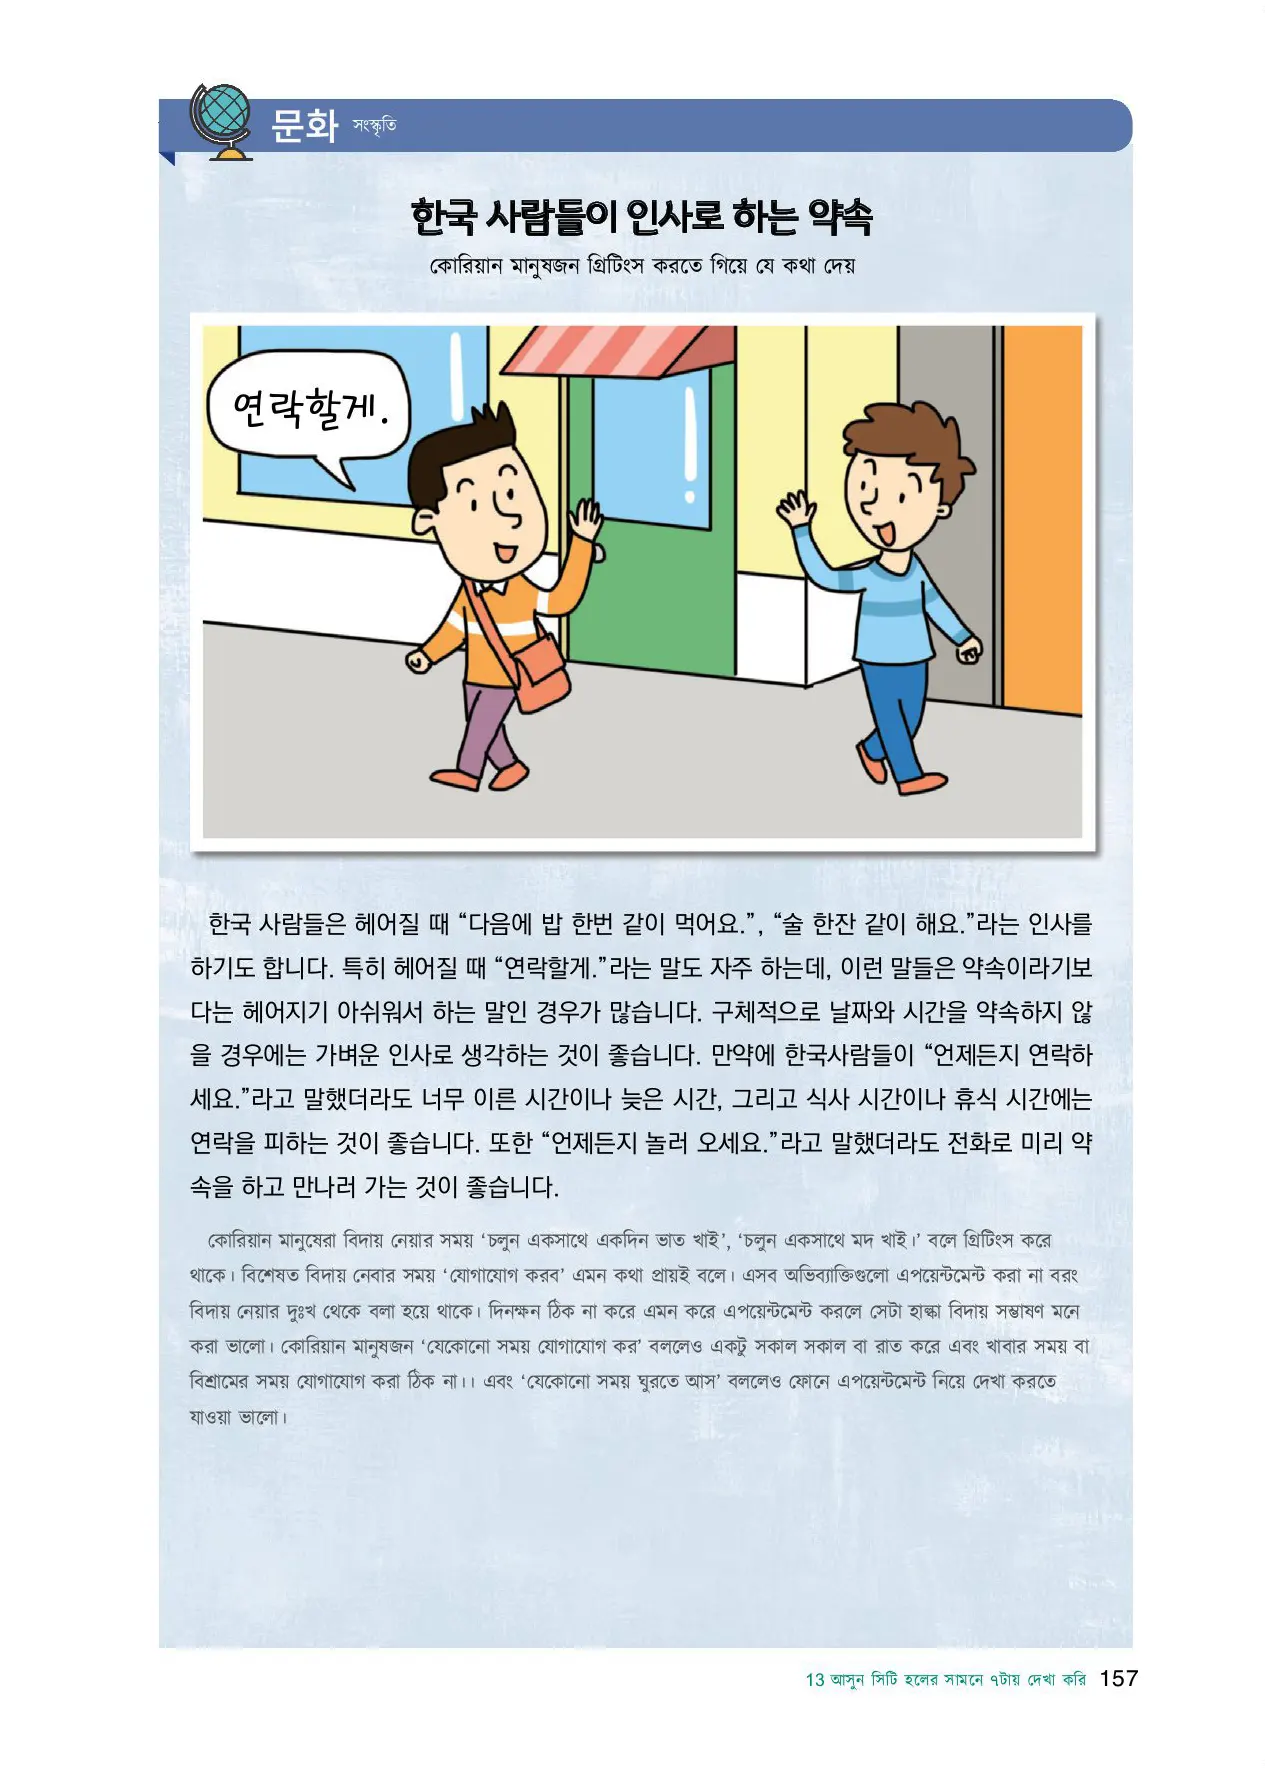 문화 সংস্কৃতি
한국 사람들이 인사로 하는 약속
কোরিয়ান মানুষজন গ্রিটিংস করতে গিয়ে যে কথা দেয়
연락할게.
한국 사람들은 헤어질 때 “다음에 밥 한번 같이 먹어요.”, “술 한잔 같이 해요.”라는 인사를
하기도 합니다. 특히 헤어질 때 “연락할게.”라는 말도 자주 하는데, 이런 말들은 약속이라기보
다는 헤어지기 아쉬워서 하는 말인 경우가 많습니다. 구체적으로 날짜와 시간을 약속하지 않
을 경우에는 가벼운 인사로 생각하는 것이 좋습니다. 만약에 한국사람들이 “언제든지 연락하
세요.”라고 말했더라도 너무 이른 시간이나 늦은 시간, 그리고 식사 시간이나 휴식 시간에는
연락을 피하는 것이 좋습니다. 또한 “언제든지 놀러 오세요.”라고 말했더라도 전화로 미리 약
속을 하고 만나러 가는 것이 좋습니다.
কোরিয়ান মানুষেরা বিদায় নেয়ার সময় ‘চলুন একসাথে একদিন ভাত খাই’, ‘চলুন একসাথে মদ খাই।’ বলে গ্রিটিংস করে
থাকে। বিশেষত বিদায় নেবার সময় ‘যোগাযোগ করব’ এমন কথা প্রায়ই বলে। এসব অভিব্যাক্তিগুলো এপয়েন্টমেন্ট করা না বরং
বিদায় নেয়ার দুঃখ থেকে বলা হয়ে থাকে। দিনক্ষন ঠিক না করে এমন করে এপয়েন্টমেন্ট করলে সেটা হাল্কা বিদায় সম্ভাষণ মনে
করা ভালো। কোরিয়ান মানুষজন ‘যেকোনো সময় যোগাযোগ কর’ বললেও একটু সকাল সকাল বা রাত করে এবং খাবার সময় বা
বিশ্রামের সময় যোগাযোগ করা ঠিক না।। এবং ‘যেকোনো সময় ঘুরতে আস’ বললেও ফোনে এপয়েন্টমেন্ট নিয়ে দেখা করতে
যাওয়া ভালো।
13 আসুন সিটি হলের সামনে ৭টায় দেখা করি 157